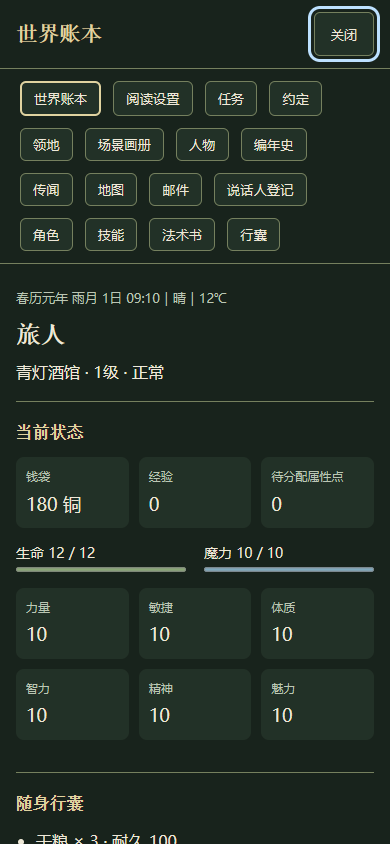 世界账本
关闭
世界账本 阅读设置 任务 约定
领地 场景画册 人物 编年史
传闻 地图 邮件 说话人登记
角色 技能 法术书 行囊
春历元年 雨月 1日 09:10 | 晴 | 12℃
旅人
青灯酒馆 · 1级 · 正常
当前状态
钱袋 经验 待分配属性点
180 铜 0 0
生命 12 / 12 魔力 10 / 10
力量 敏捷 体质
10 10 10
智力 精神 魅力
10 10 10
随身行囊
• 干粮 × 3 · 耐久 100